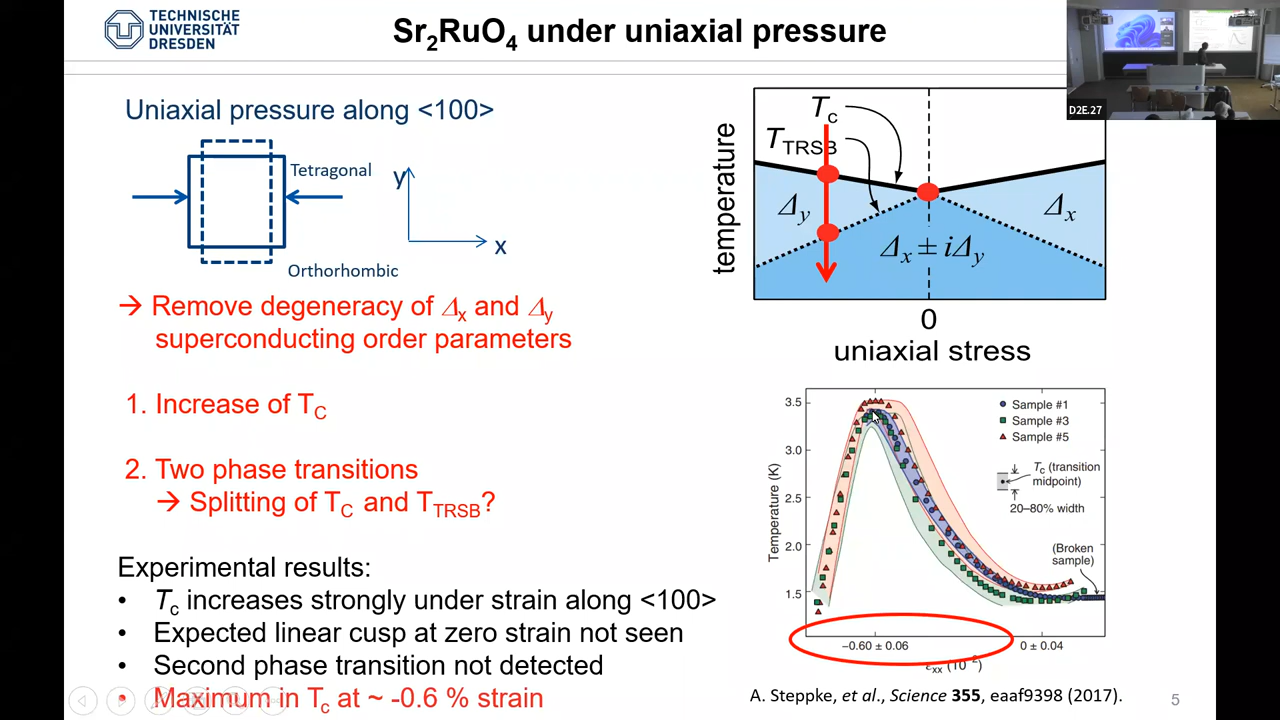 TECHNISCHE
UNIVERSITÄT
DRESDEN
Sr₂RuO₄ under uniaxial pressure
D2E.27
Uniaxial pressure along <100>
Tetragonal
Orthorhombic
y
x
→ Remove degeneracy of Δx and Δy
superconducting order parameters
1. Increase of TC
2. Two phase transitions
→ Splitting of TC and TTRSB?
Experimental results:
• Tc increases strongly under strain along <100>
• Expected linear cusp at zero strain not seen
• Second phase transition not detected
• Maximum in Tc at ~ -0.6 % strain
temperature
Tc
TTRSB
Δy
Δx
Δx ± iΔy
0
uniaxial stress
Temperature (K)
3.5
3.0
2.5
2.0
1.5
Sample #1
Sample #3
Sample #5
Tc (transition
midpoint)
20–80% width
(Broken
sample)
−0.60 ± 0.06
0 ± 0.04
εxx (10⁻²)
A. Steppke, et al., Science 355, eaaf9398 (2017).
5